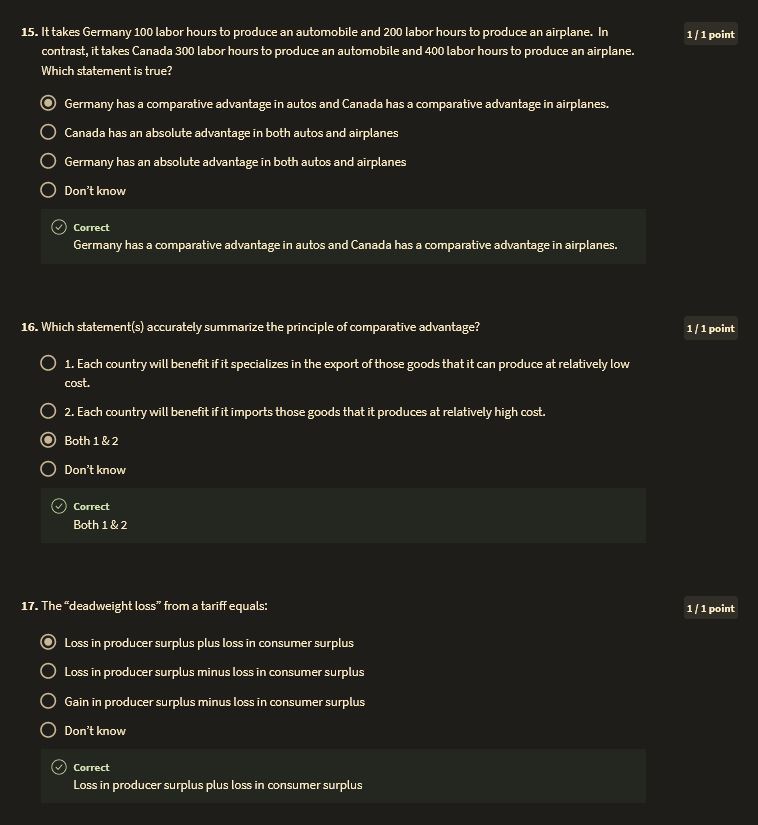 15. It takes Germany 100 labor hours to produce an automobile and 200 labor hours to produce an airplane. In
1 / 1 point
contrast, it takes Canada 300 labor hours to produce an automobile and 400 labor hours to produce an airplane.
Which statement is true?
Germany has a comparative advantage in autos and Canada has a comparative advantage in airplanes.
Canada has an absolute advantage in both autos and airplanes
Germany has an absolute advantage in both autos and airplanes
Don't know
Correct
Germany has a comparative advantage in autos and Canada has a comparative advantage in airplanes.
16. Which statement(s) accurately summarize the principle of comparative advantage?
1 / 1 point
1. Each country will benefit if it specializes in the export of those goods that it can produce at relatively low
cost.
2. Each country will benefit if it imports those goods that it produces at relatively high cost.
Both 1 & 2
Don't know
Correct
Both 1 & 2
17. The “deadweight loss” from a tariff equals:
1 / 1 point
Loss in producer surplus plus loss in consumer surplus
Loss in producer surplus minus loss in consumer surplus
Gain in producer surplus minus loss in consumer surplus
Don't know
Correct
Loss in producer surplus plus loss in consumer surplus